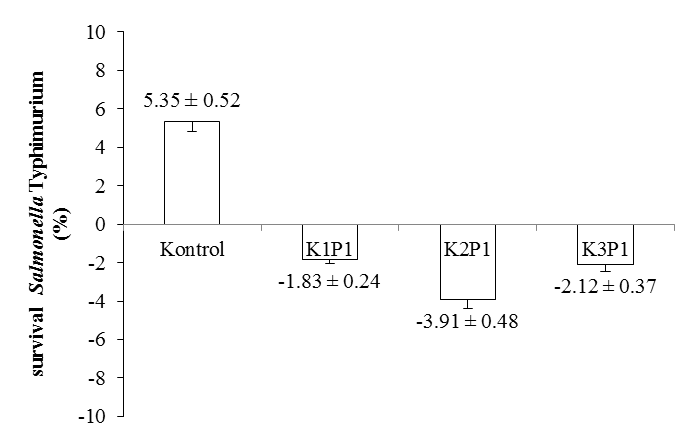 survival Salmonella Typhimurium
(%)
10
8
6
4
2
0
-2
-4
-6
-8
-10
5.35 ± 0.52
Kontrol
K1P1
K2P1
K3P1
-1.83 ± 0.24
-3.91 ± 0.48
-2.12 ± 0.37